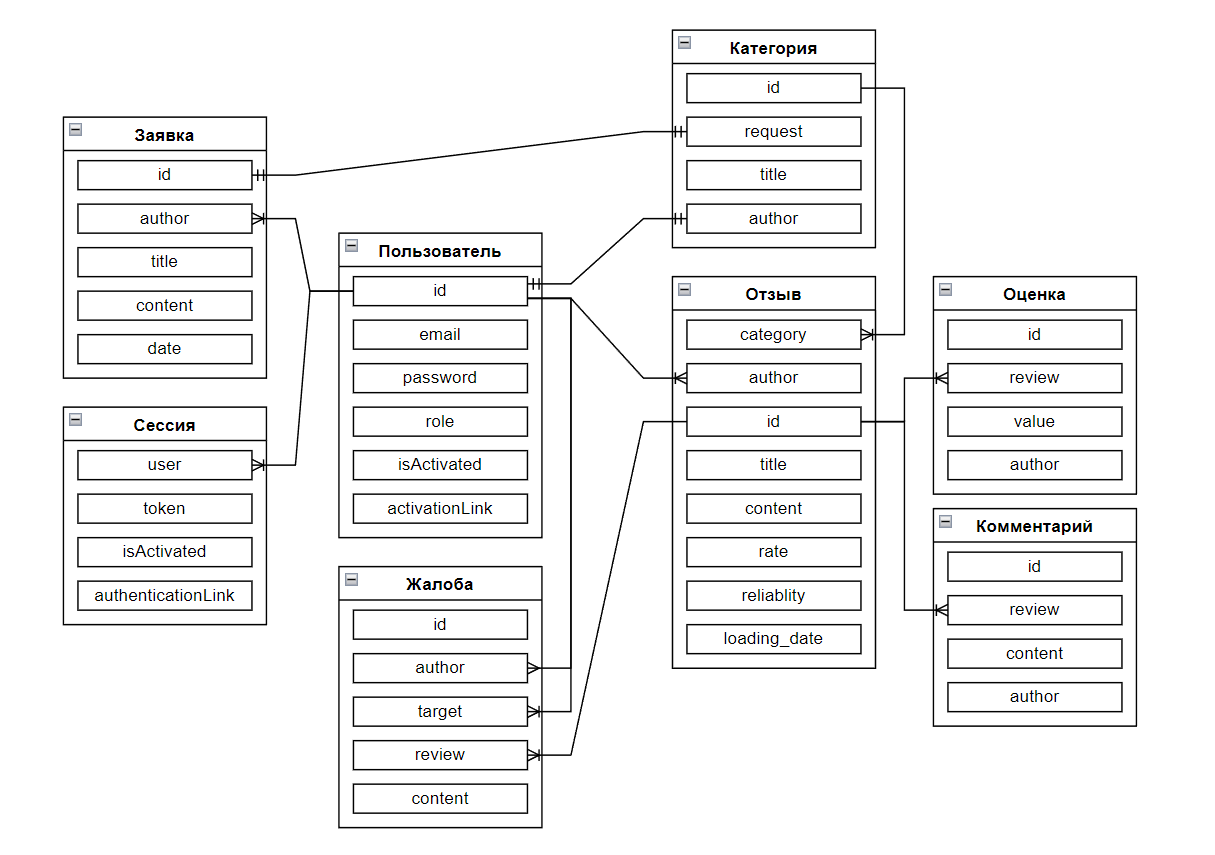 Категория
id
request
title
author
Заявка
id
author
title
content
date
Пользователь
id
email
password
role
isActivated
activationLink
Отзыв
category
author
id
title
content
rate
reliablity
loading_date
Оценка
id
review
value
author
Сессия
user
token
isActivated
authenticationLink
Комментарий
id
review
content
author
Жалоба
id
author
target
review
content